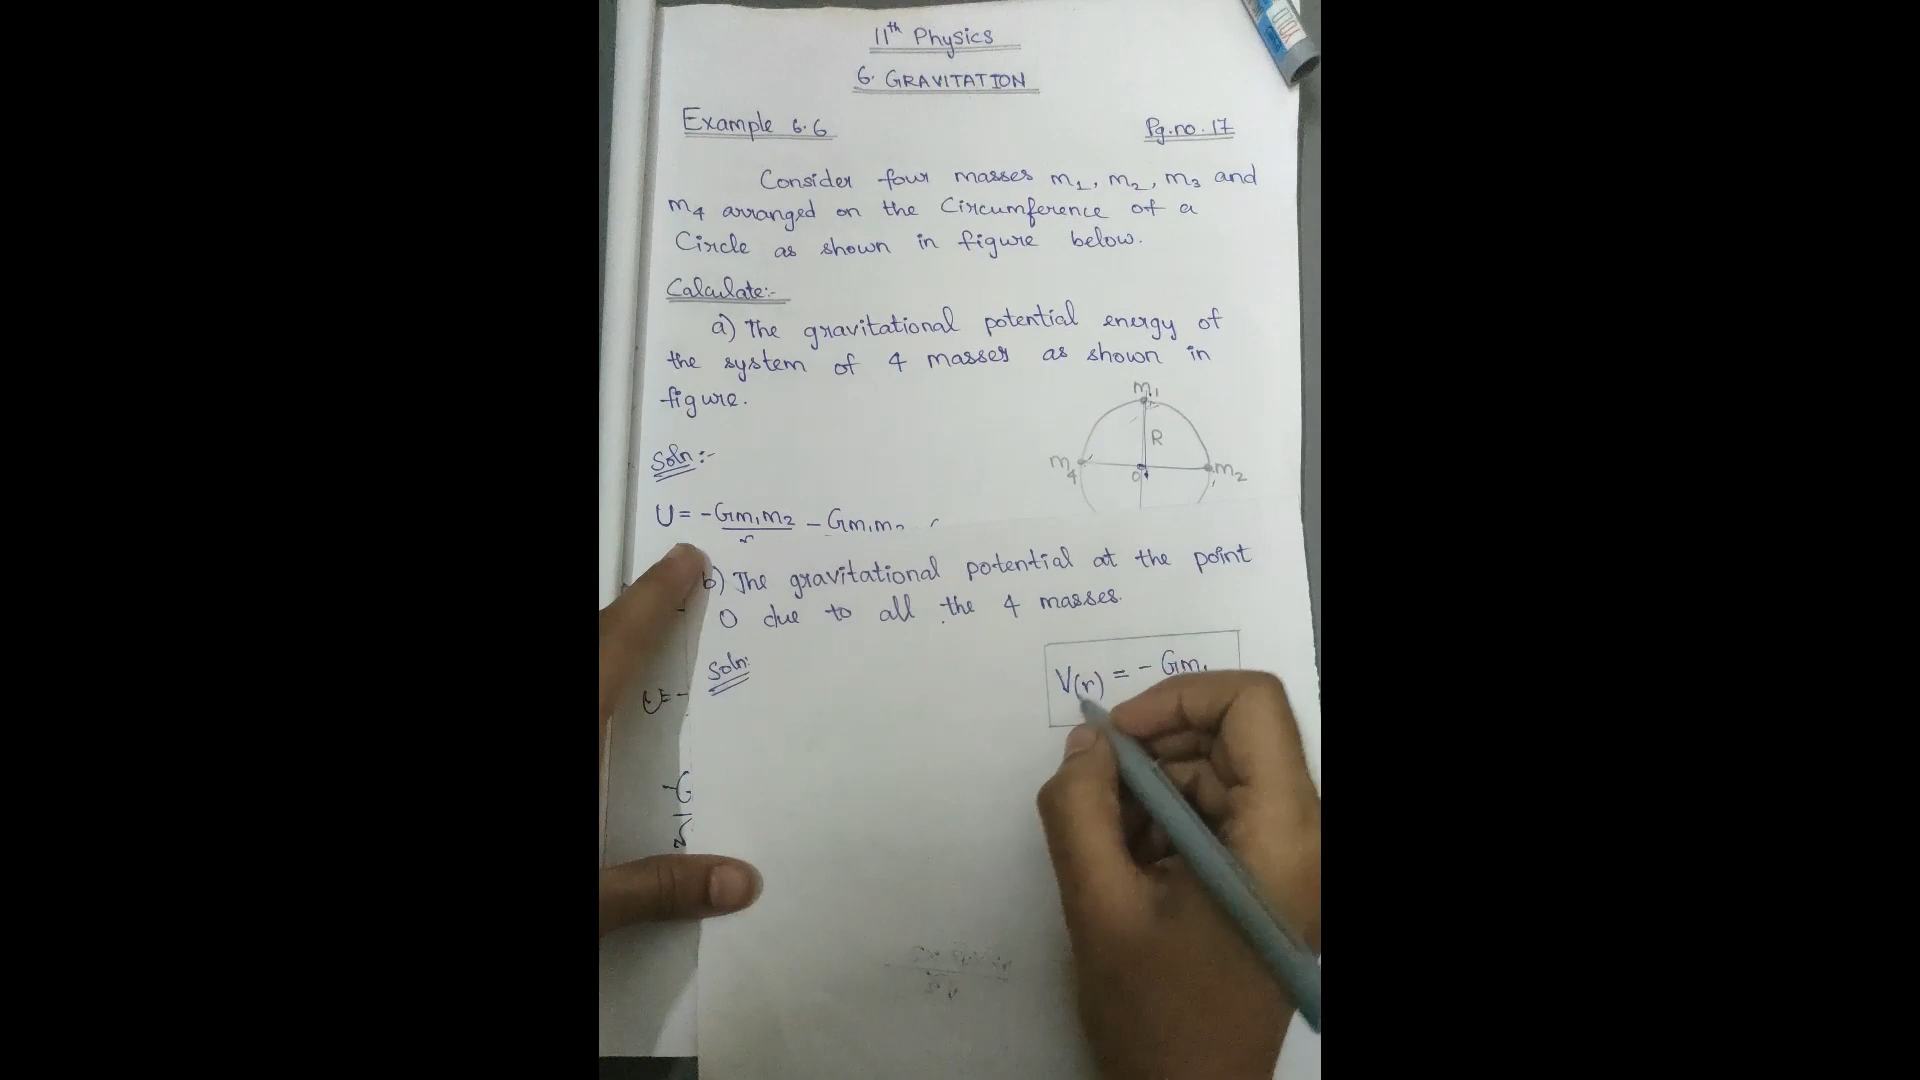 11th Physics
6. GRAVITATION
Example 6.6
Pg.no. 17
Consider four masses m1, m2, m3 and
m4 arranged on the Circumference of a
Circle as shown in figure below.
Calculate:-
a) The gravitational potential energy of
the system of 4 masses as shown in
figure.
m1
R
m4
O
m2
Soln:-
U = -Gm1m2 - Gm1m
r
b) The gravitational potential at the point
O due to all the 4 masses.
Soln:
V(r) = - Gm1